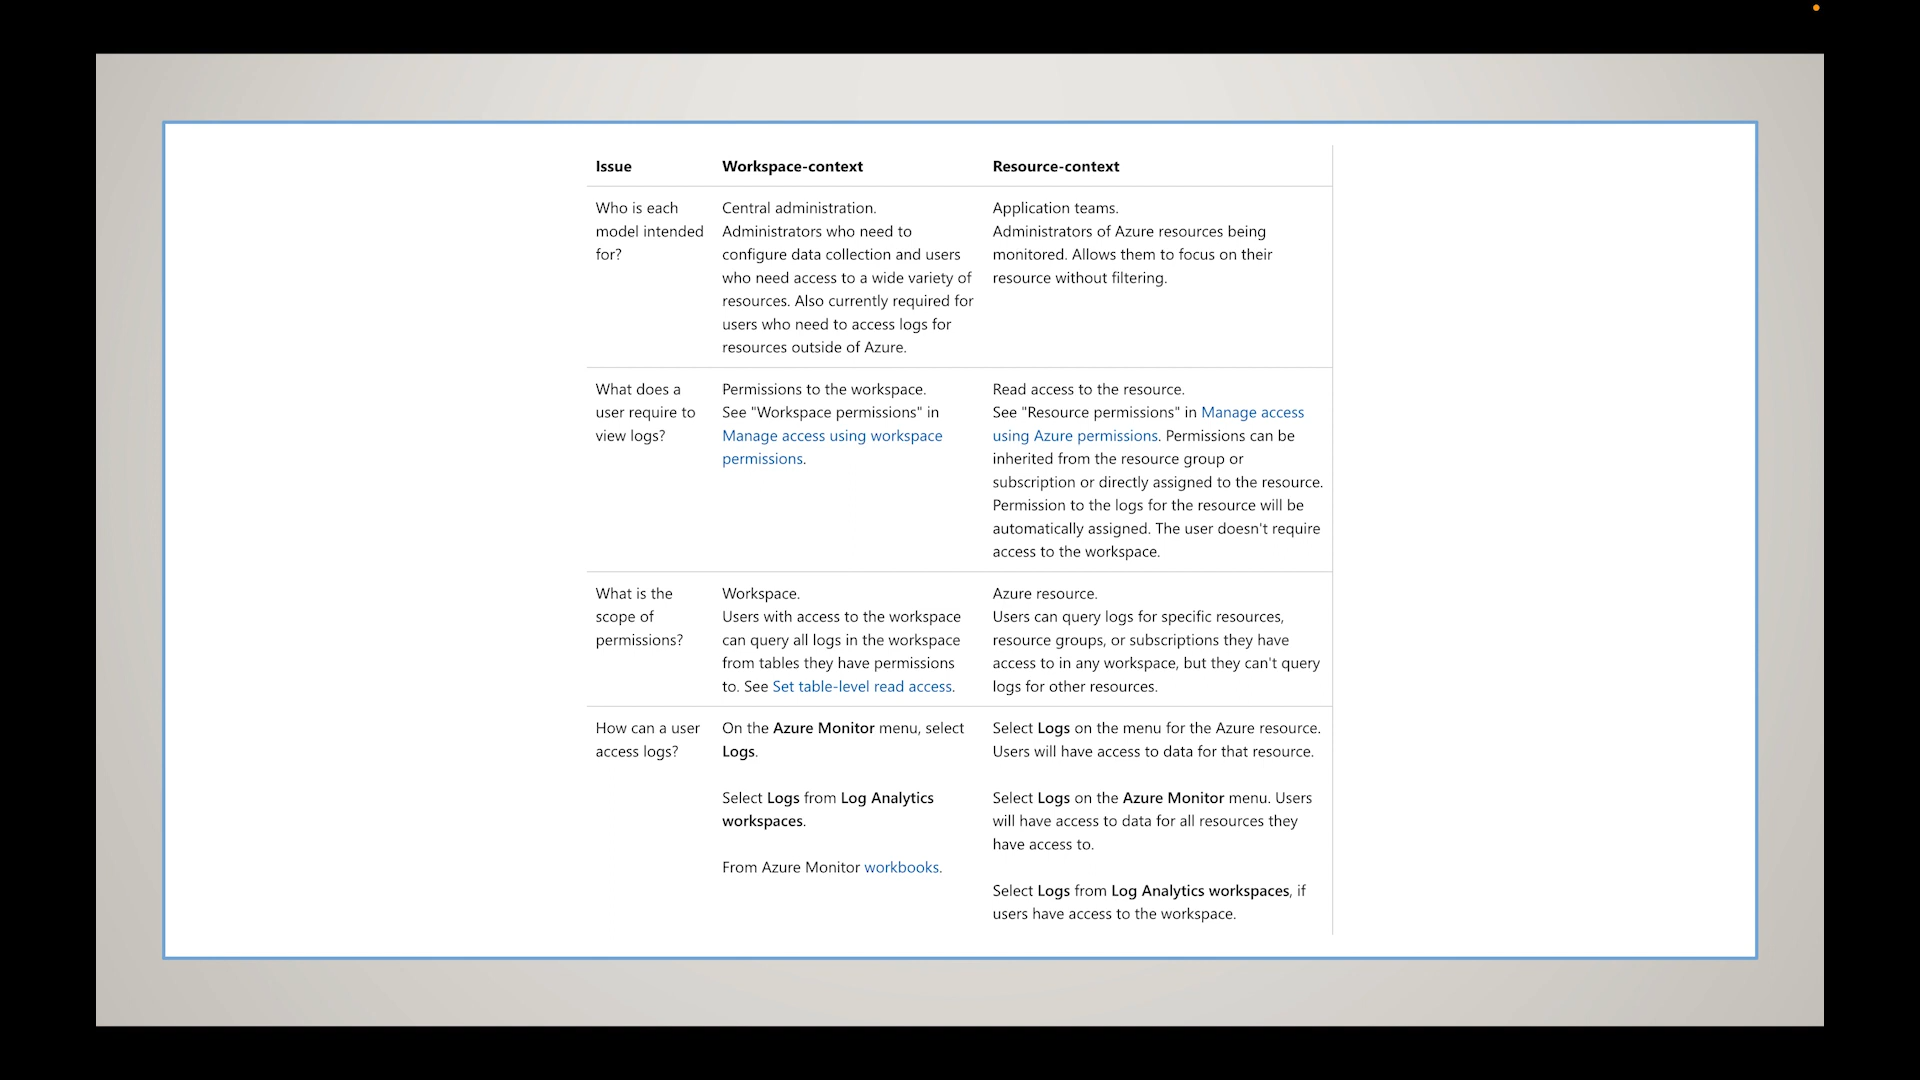 Issue
Workspace-context
Resource-context
Who is each
model intended
for?
Central administration.
Administrators who need to
configure data collection and users
who need access to a wide variety of
resources. Also currently required for
users who need to access logs for
resources outside of Azure.
Application teams.
Administrators of Azure resources being
monitored. Allows them to focus on their
resource without filtering.
What does a
user require to
view logs?
Permissions to the workspace.
See "Workspace permissions" in
Manage access using workspace
permissions.
Read access to the resource.
See "Resource permissions" in Manage access
using Azure permissions. Permissions can be
inherited from the resource group or
subscription or directly assigned to the resource.
Permission to the logs for the resource will be
automatically assigned. The user doesn't require
access to the workspace.
What is the
scope of
permissions?
Workspace.
Users with access to the workspace
can query all logs in the workspace
from tables they have permissions
to. See Set table-level read access.
Azure resource.
Users can query logs for specific resources,
resource groups, or subscriptions they have
access to in any workspace, but they can't query
logs for other resources.
How can a user
access logs?
On the Azure Monitor menu, select
Logs.
Select Logs from Log Analytics
workspaces.
From Azure Monitor workbooks.
Select Logs on the menu for the Azure resource.
Users will have access to data for that resource.
Select Logs on the Azure Monitor menu. Users
will have access to data for all resources they
have access to.
Select Logs from Log Analytics workspaces, if
users have access to the workspace.